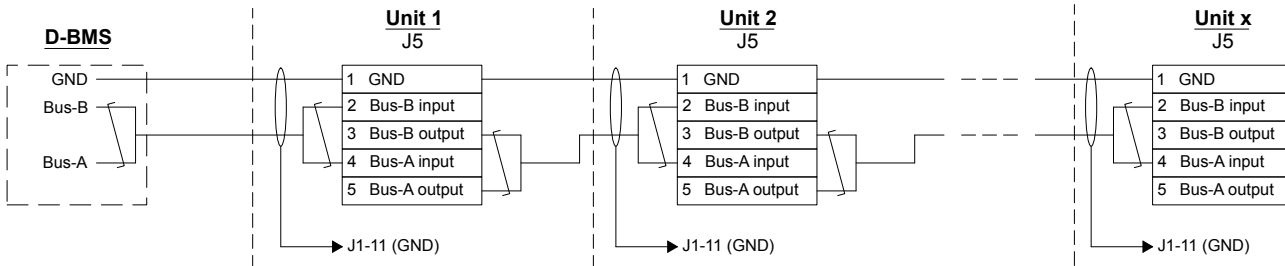 D-BMS
GND
Bus-B
Bus-A
Unit 1
J5
1 GND
2 Bus-B input
3 Bus-B output
4 Bus-A input
5 Bus-A output
J1-11 (GND)
Unit 2
J5
1 GND
2 Bus-B input
3 Bus-B output
4 Bus-A input
5 Bus-A output
J1-11 (GND)
Unit x
J5
1 GND
2 Bus-B input
3 Bus-B output
4 Bus-A input
5 Bus-A output
J1-11 (GND)